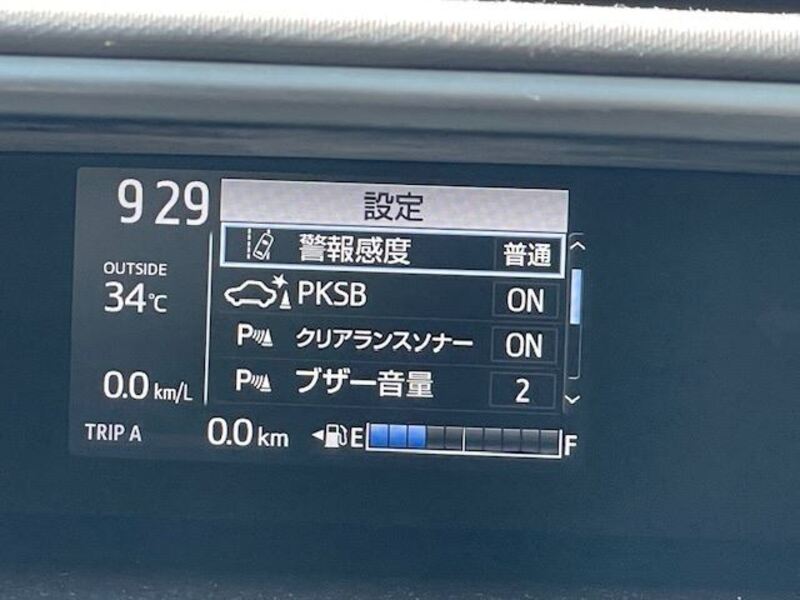 9 29
設定
警報感度 普通
OUTSIDE
34℃
PKSB ON
P クリアランスソナー ON
0.0 km/L
P ブザー音量 2
TRIP A 0.0 km E F